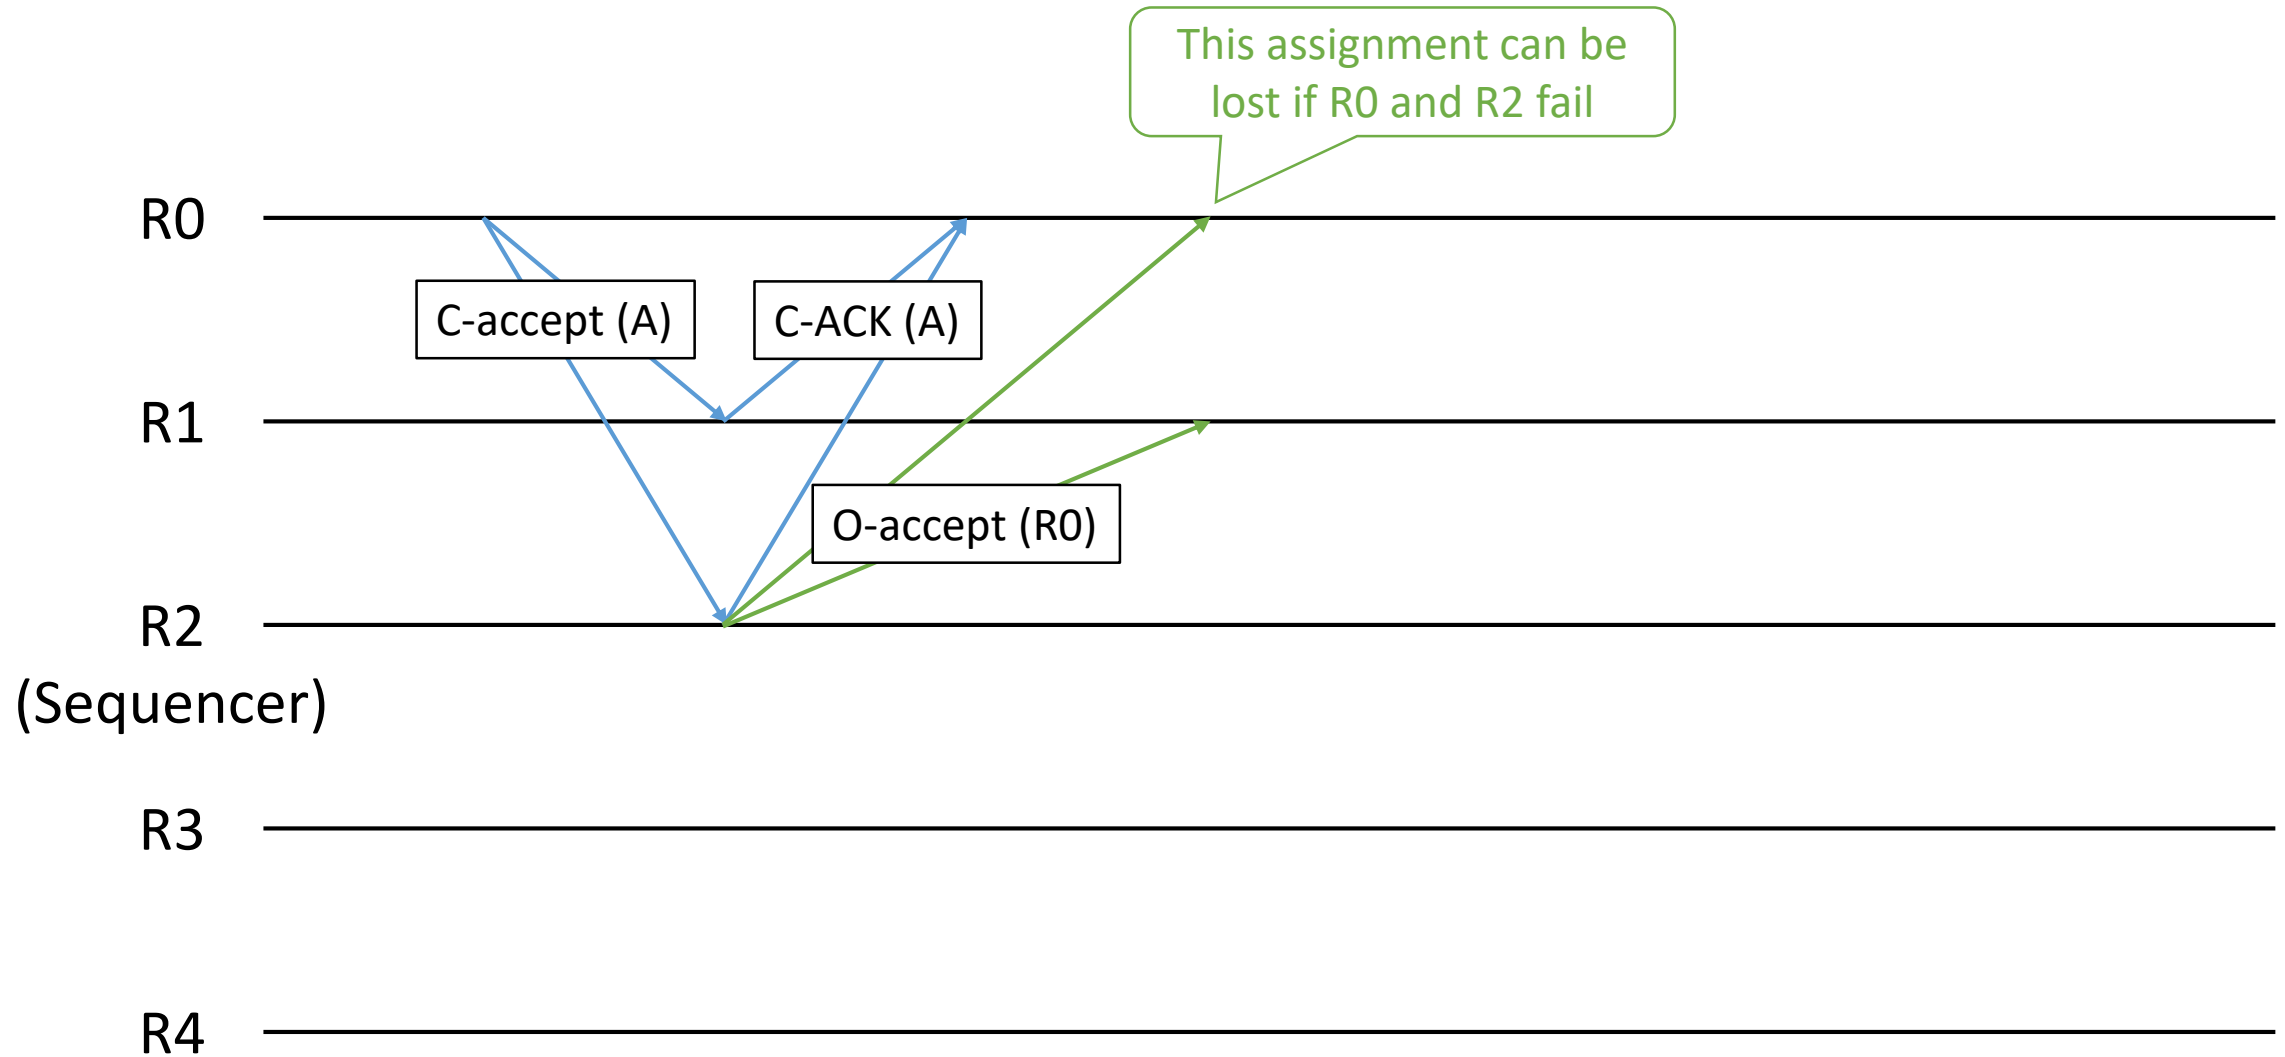 This assignment can be
lost if R0 and R2 fail
R0
C-accept (A)
C-ACK (A)
R1
O-accept (R0)
R2
(Sequencer)
R3
R4